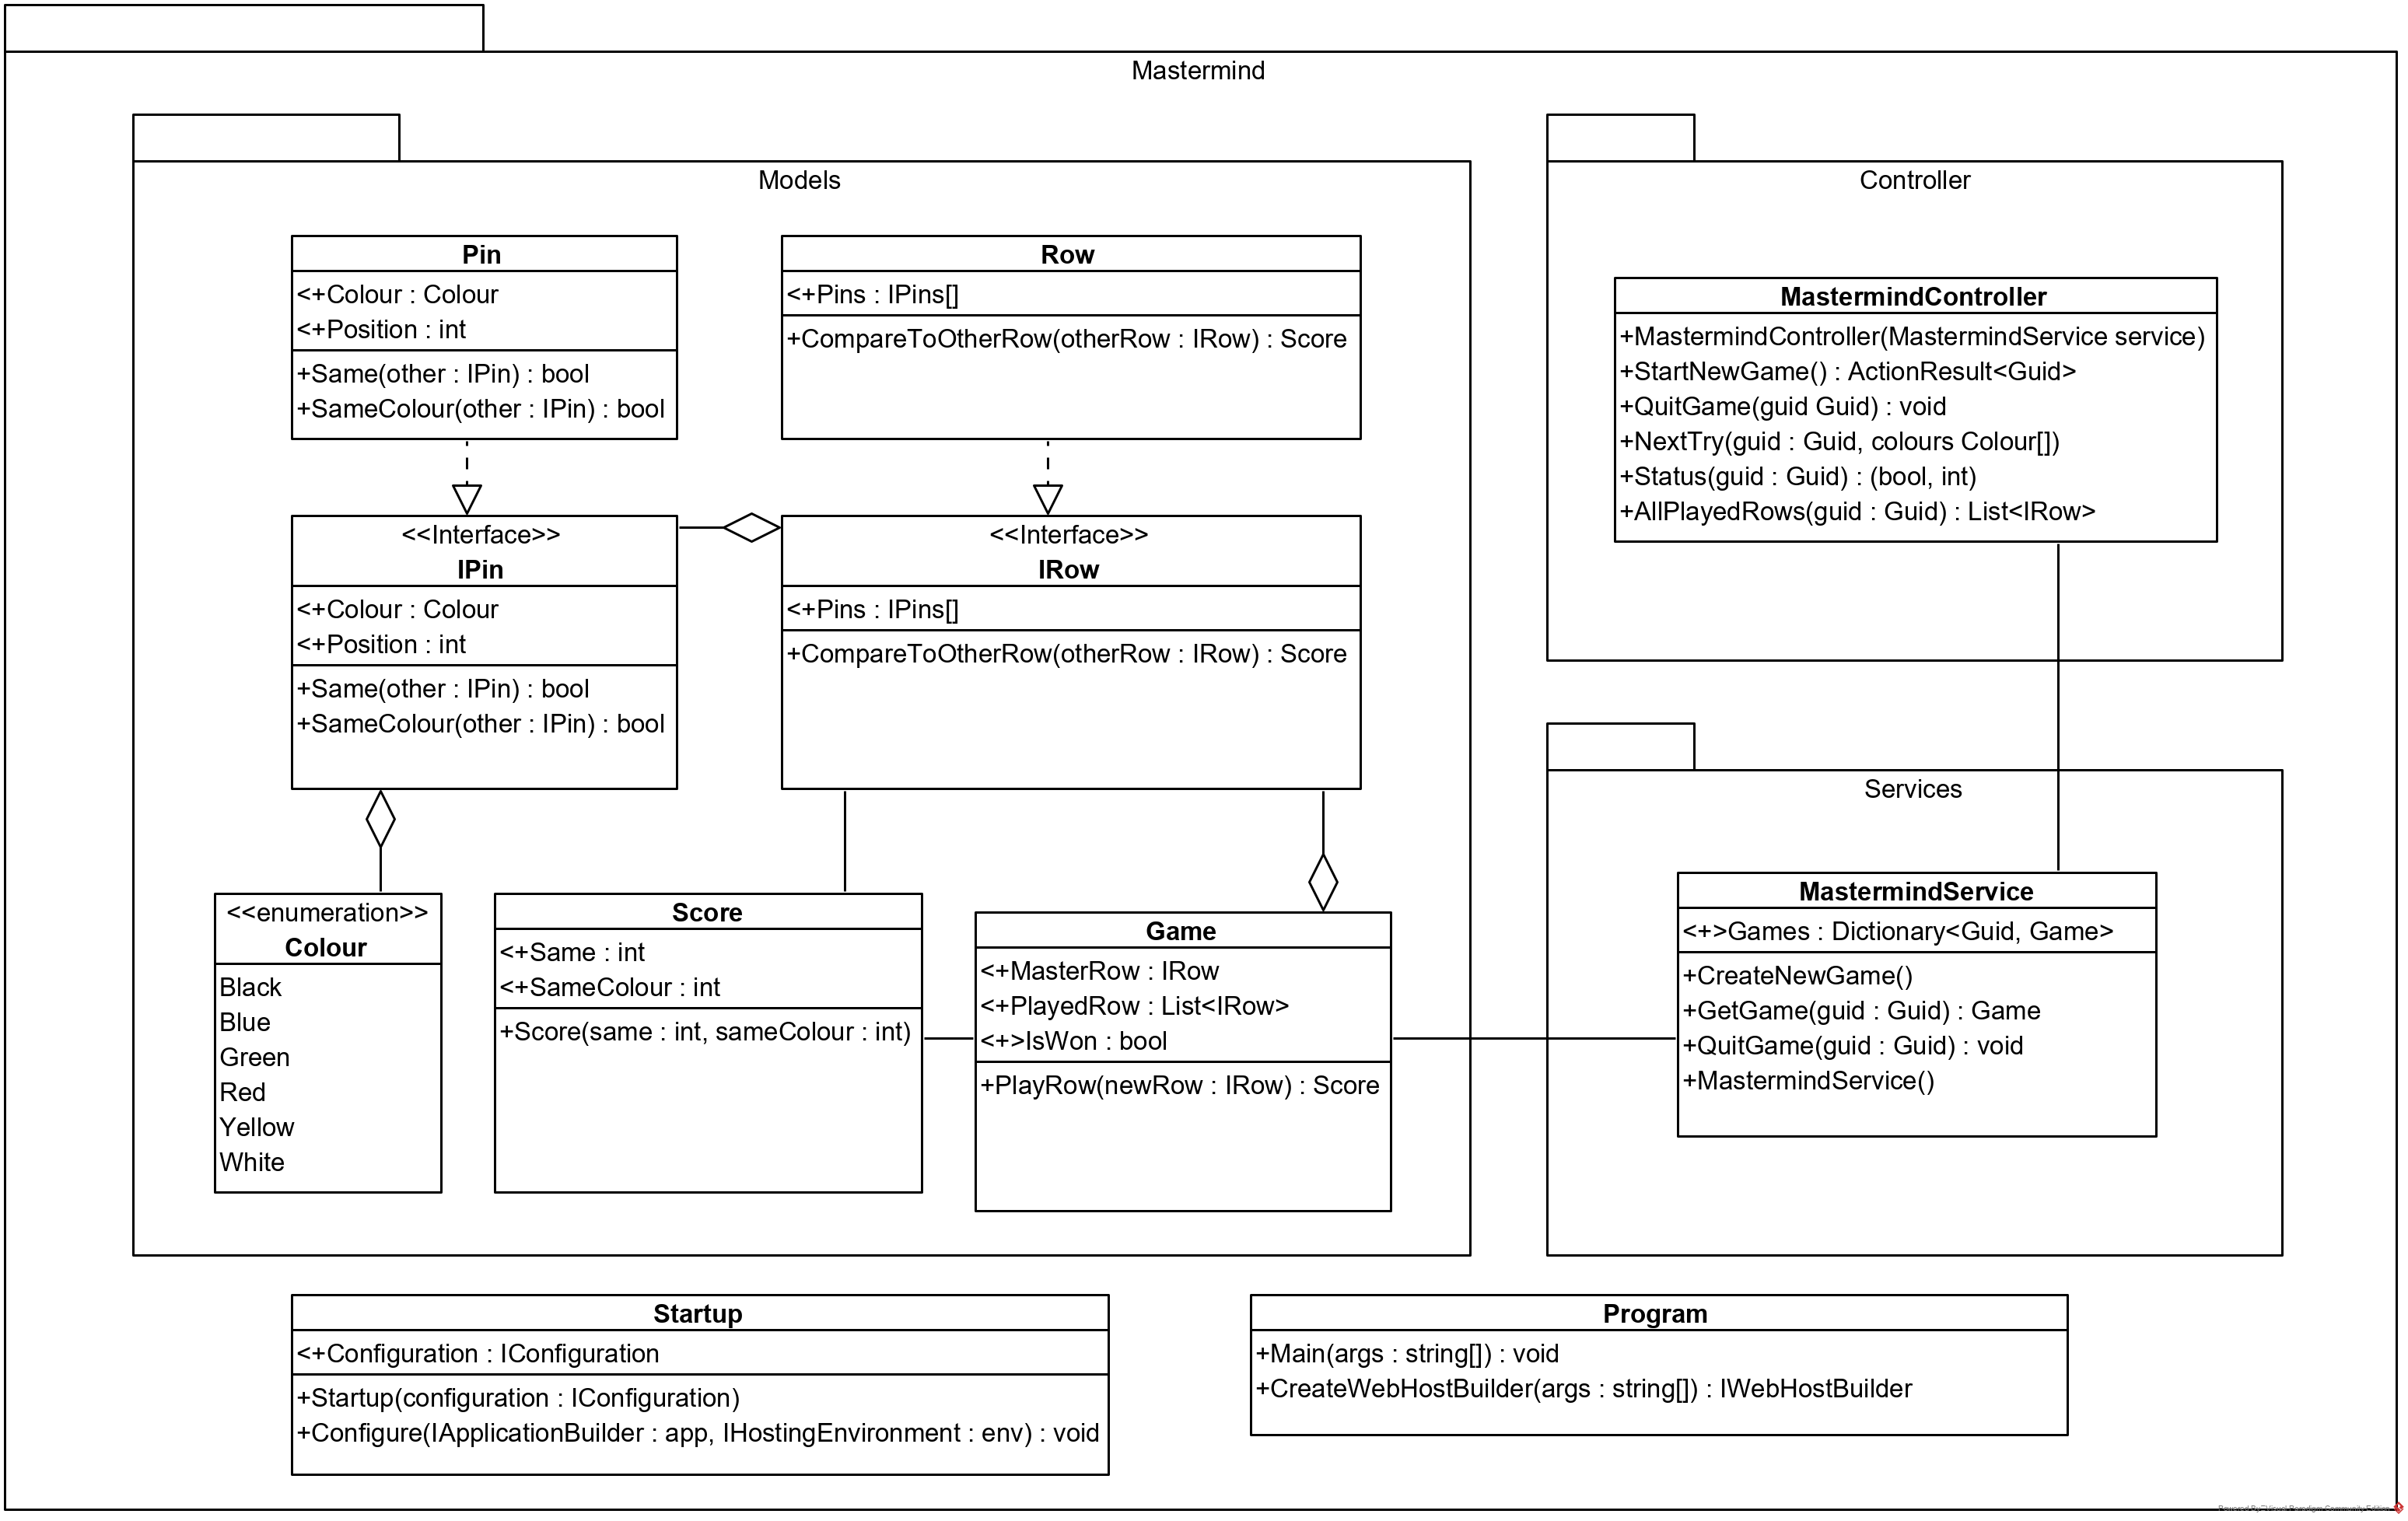 Mastermind
Models
Pin
<+Colour : Colour
<+Position : int
+Same(other : IPin) : bool
+SameColour(other : IPin) : bool
Row
<+Pins : IPins[]
+CompareToOtherRow(otherRow : IRow) : Score
<<Interface>>
IPin
<+Colour : Colour
<+Position : int
+Same(other : IPin) : bool
+SameColour(other : IPin) : bool
<<Interface>>
IRow
<+Pins : IPins[]
+CompareToOtherRow(otherRow : IRow) : Score
<<enumeration>>
Colour
Black
Blue
Green
Red
Yellow
White
Score
<+Same : int
<+SameColour : int
+Score(same : int, sameColour : int)
Game
<+MasterRow : IRow
<+PlayedRow : List<IRow>
<+>IsWon : bool
+PlayRow(newRow : IRow) : Score
Controller
MastermindController
+MastermindController(MastermindService service)
+StartNewGame() : ActionResult<Guid>
+QuitGame(guid Guid) : void
+NextTry(guid : Guid, colours Colour[])
+Status(guid : Guid) : (bool, int)
+AllPlayedRows(guid : Guid) : List<IRow>
Services
MastermindService
<+>Games : Dictionary<Guid, Game>
+CreateNewGame()
+GetGame(guid : Guid) : Game
+QuitGame(guid : Guid) : void
+MastermindService()
Startup
<+Configuration : IConfiguration
+Startup(configuration : IConfiguration)
+Configure(IApplicationBuilder : app, IHostingEnvironment : env) : void
Program
+Main(args : string[]) : void
+CreateWebHostBuilder(args : string[]) : IWebHostBuilder
Powered By Visual Paradigm Community Edition